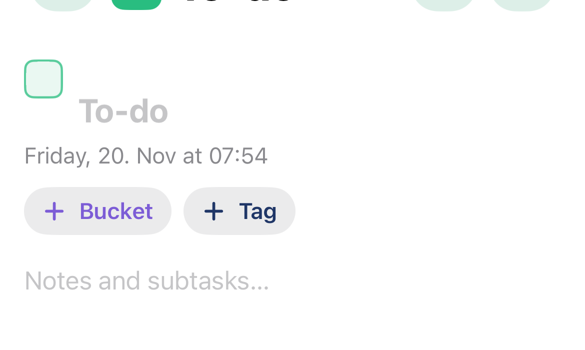 To-do
Friday, 20. Nov at 07:54
+ Bucket + Tag
Notes and subtasks...